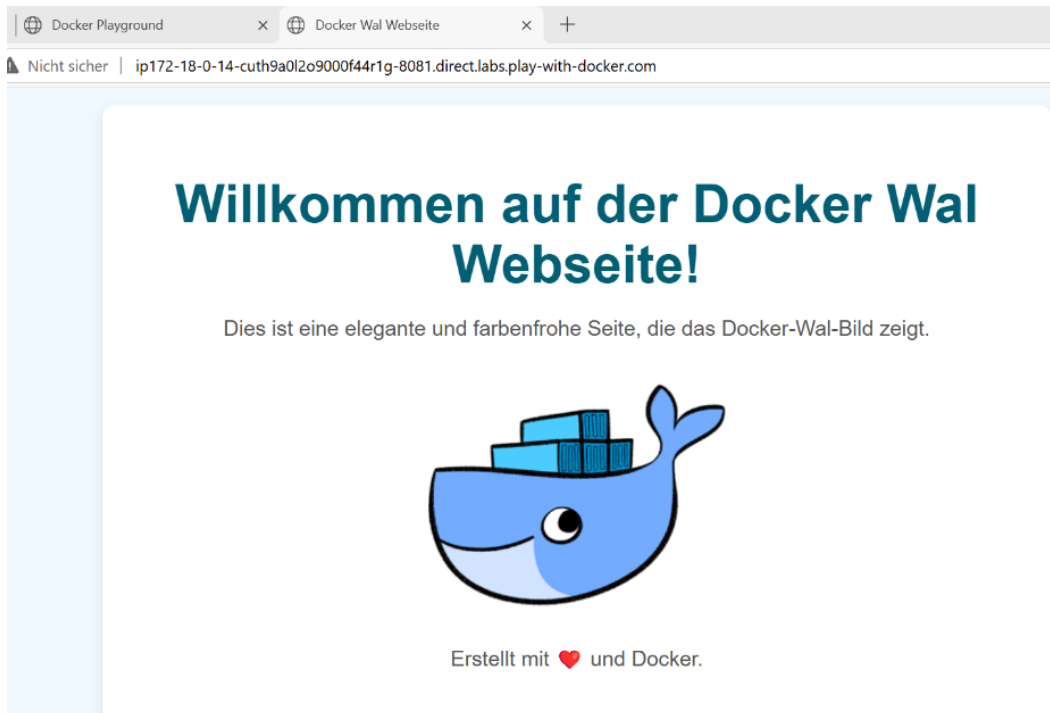 Docker Playground
Docker Wal Webseite
Nicht sicher
ip172-18-0-14-cuth9a0l2o9000f44r1g-8081.direct.labs.play-with-docker.com
Willkommen auf der Docker Wal
Webseite!
Dies ist eine elegante und farbenfrohe Seite, die das Docker-Wal-Bild zeigt.
Erstellt mit ❤️ und Docker.